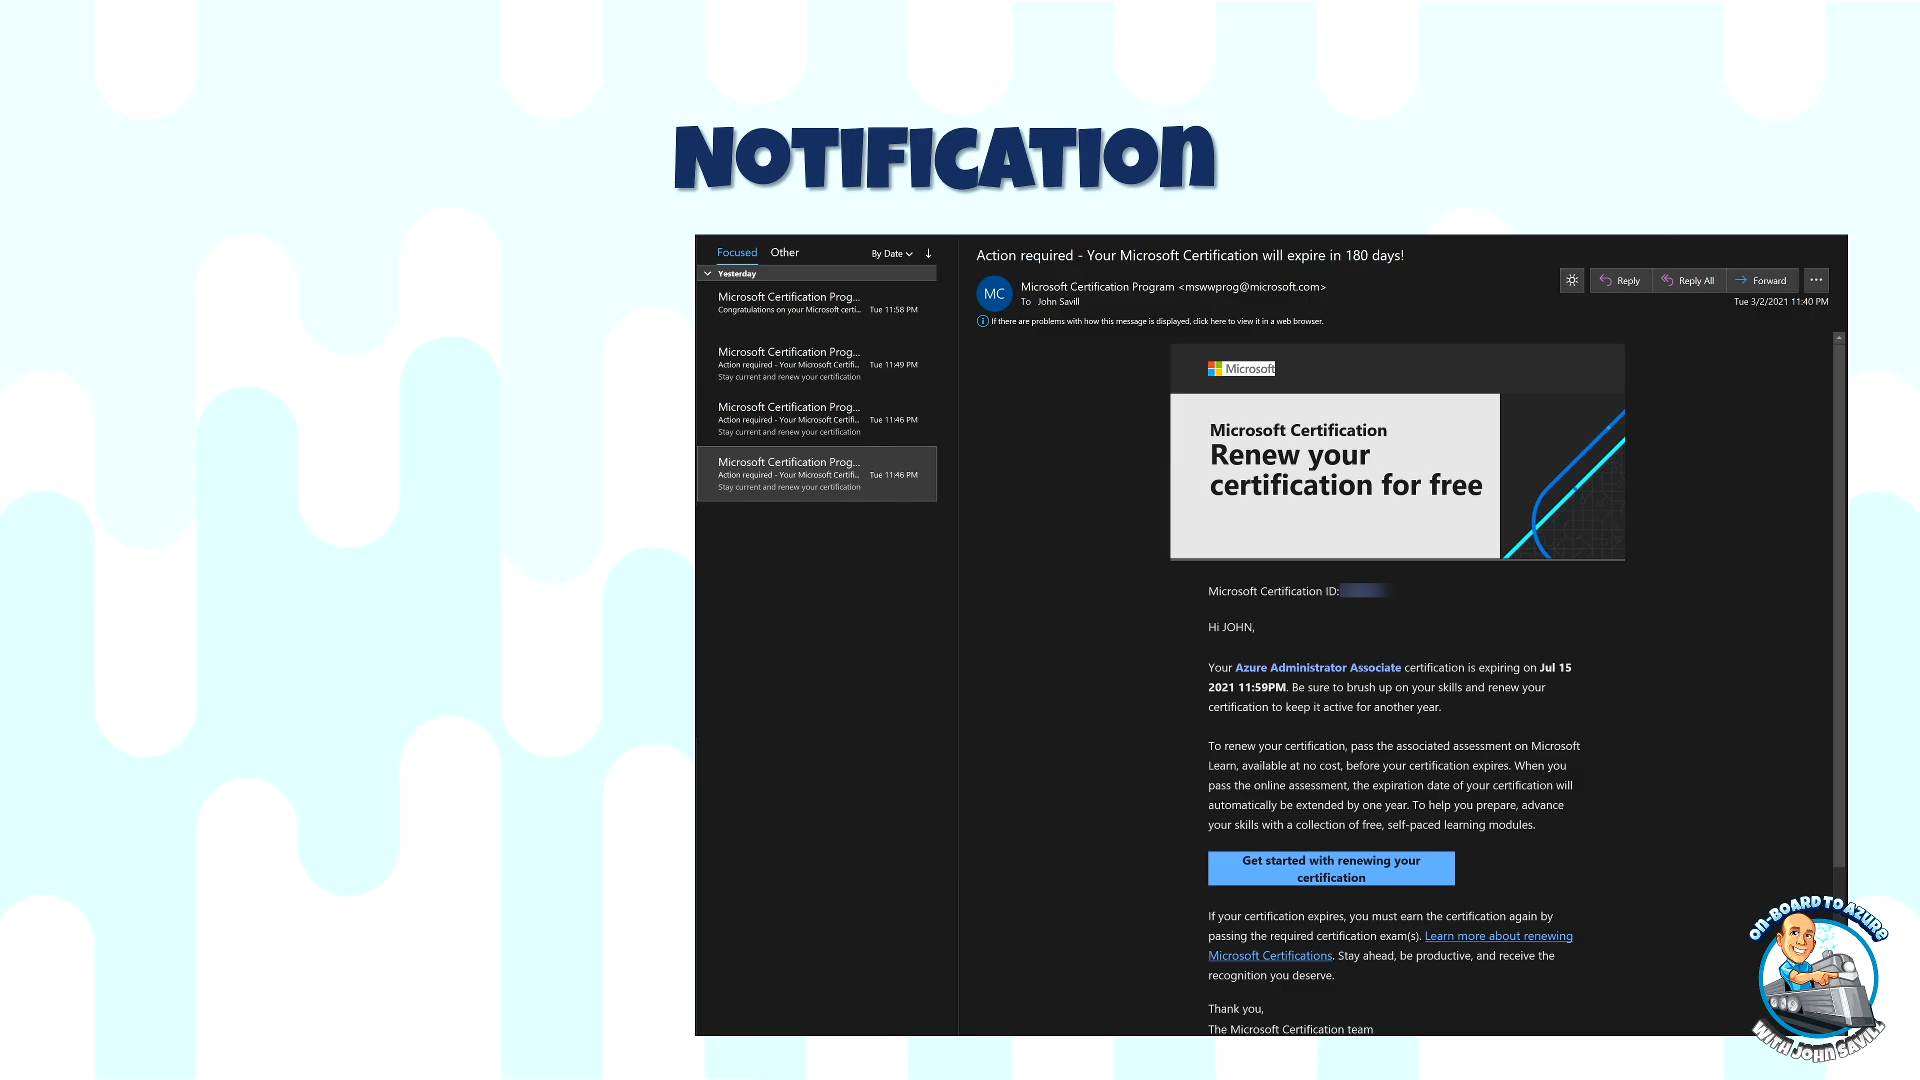 NOTIFICATION
Focused Other By Date
Yesterday
Microsoft Certification Prog...
Congratulations on your Microsoft certi... Tue 11:58 PM
Microsoft Certification Prog...
Action required - Your Microsoft Certifi... Tue 11:49 PM
Stay current and renew your certification
Microsoft Certification Prog...
Action required - Your Microsoft Certifi... Tue 11:46 PM
Stay current and renew your certification
Microsoft Certification Prog...
Action required - Your Microsoft Certifi... Tue 11:46 PM
Stay current and renew your certification
Action required - Your Microsoft Certification will expire in 180 days!
MC
Microsoft Certification Program <mswwprog@microsoft.com>
To John Savill
Reply Reply All Forward ...
Tue 3/2/2021 11:40 PM
If there are problems with how this message is displayed, click here to view it in a web browser.
Microsoft
Microsoft Certification
Renew your
certification for free
Microsoft Certification ID:
Hi JOHN,
Your Azure Administrator Associate certification is expiring on Jul 15
2021 11:59PM. Be sure to brush up on your skills and renew your
certification to keep it active for another year.
To renew your certification, pass the associated assessment on Microsoft
Learn, available at no cost, before your certification expires. When you
pass the online assessment, the expiration date of your certification will
automatically be extended by one year. To help you prepare, advance
your skills with a collection of free, self-paced learning modules.
Get started with renewing your
certification
If your certification expires, you must earn the certification again by
passing the required certification exam(s). Learn more about renewing
Microsoft Certifications. Stay ahead, be productive, and receive the
recognition you deserve.
Thank you,
The Microsoft Certification team
ON-BOARD TO AZURE
WITH JOHN SAVILL